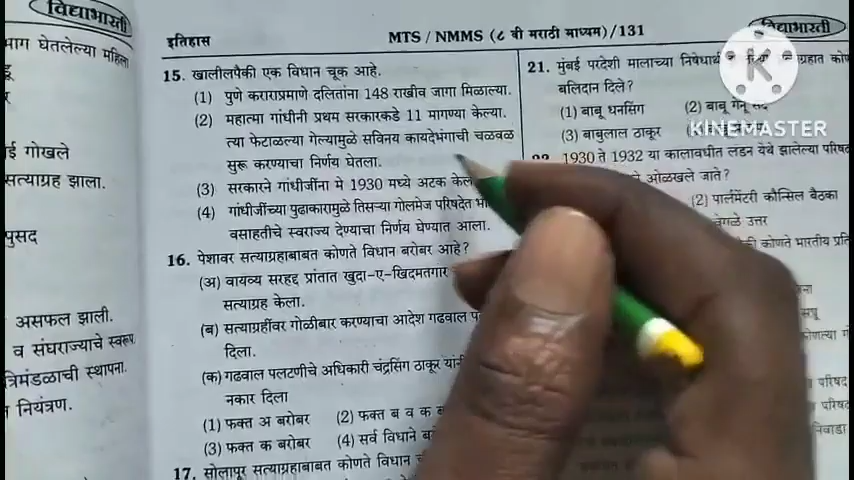 विद्याभारती
भाग घेतलेल्या महिला
ई गोखले
सत्याग्रह झाला.
पुसद
असफल झाली.
व संघराज्याचे स्वरूप
त्रिमंडळाची स्थापना.
नियंत्रण.
इतिहास MTS / NMMS (८ वी मराठी माध्यम) /131 विद्याभारती
15. खालीलपैकी एक विधान चूक आहे.
(1) पुणे कराराप्रमाणे दलितांना 148 राखीव जागा मिळाल्या.
(2) महात्मा गांधीनी प्रथम सरकारकडे 11 मागण्या केल्या.
त्या फेटाळल्या गेल्यामुळे सविनय कायदेभंगाची चळवळ
सुरू करण्याचा निर्णय घेतला.
(3) सरकारने गांधीजींना मे 1930 मध्ये अटक
(4) गांधीजींच्या पुढाकारामुळे तिसऱ्या गोलमेज परिषदेत
वसाहतीचे स्वराज्य देण्याचा निर्णय घेण्यात आला.
16. पेशावर सत्याग्रहाबाबत कोणते विधान बरोबर आहे?
(अ) वायव्य सरहद्द प्रांतात खुदा-ए-खिदमतगार
सत्याग्रह केला.
(ब) सत्याग्रहींवर गोळीबार करण्याचा आदेश गढवाल
दिला.
(क) गढवाल पलटणीचे अधिकारी चंद्रसिंग ठाकूर यांनी
नकार दिला
(1) फक्त अ बरोबर (2) फक्त ब व क
(3) फक्त क बरोबर (4) सर्व विधाने
17. सोलापूर सत्याग्रहाबाबत कोणते विधान
21. मुंबई परदेशी मालाच्या
बलिदान दिले?
(1) बाबू धनसिंग (2) बाबू गेनू
(3) बाबुलाल ठाकूर
1930 ते 1932 या कालावधीत लंडन येथे झालेल्या
ओळखले जाते?
(2) पार्लमेंटरी कौन्सिल बैठका
उत्तर
कोणते भारतीय
KINEMASTER